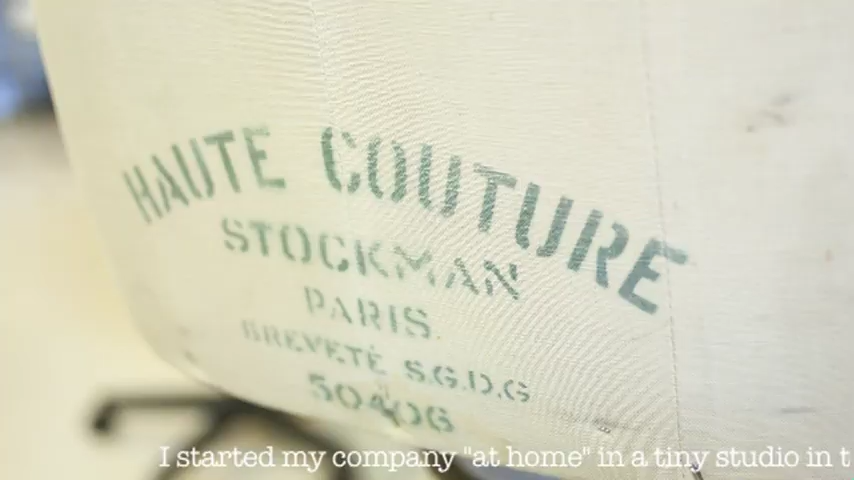 HAUTE COUTURE
STOCKMAN
PARIS.
BREVETÉ S.G.D.G
50406
I started my company "at home" in a tiny studio in t